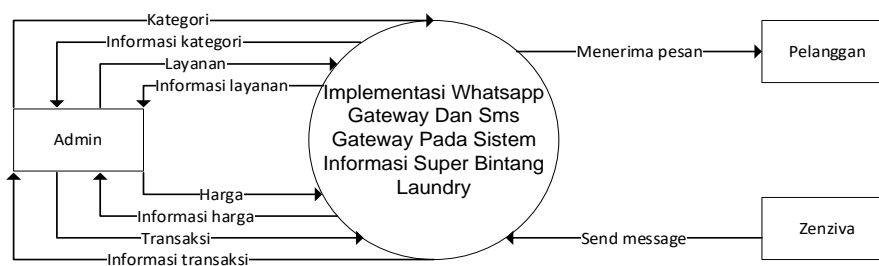 Kategori
Informasi kategori
Layanan
Informasi layanan
Admin
Harga
Informasi harga
Transaksi
Informasi transaksi
Implementasi Whatsapp
Gateway Dan Sms
Gateway Pada Sistem
Informasi Super Bintang
Laundry
Menerima pesan
Pelanggan
Send message
Zenziva